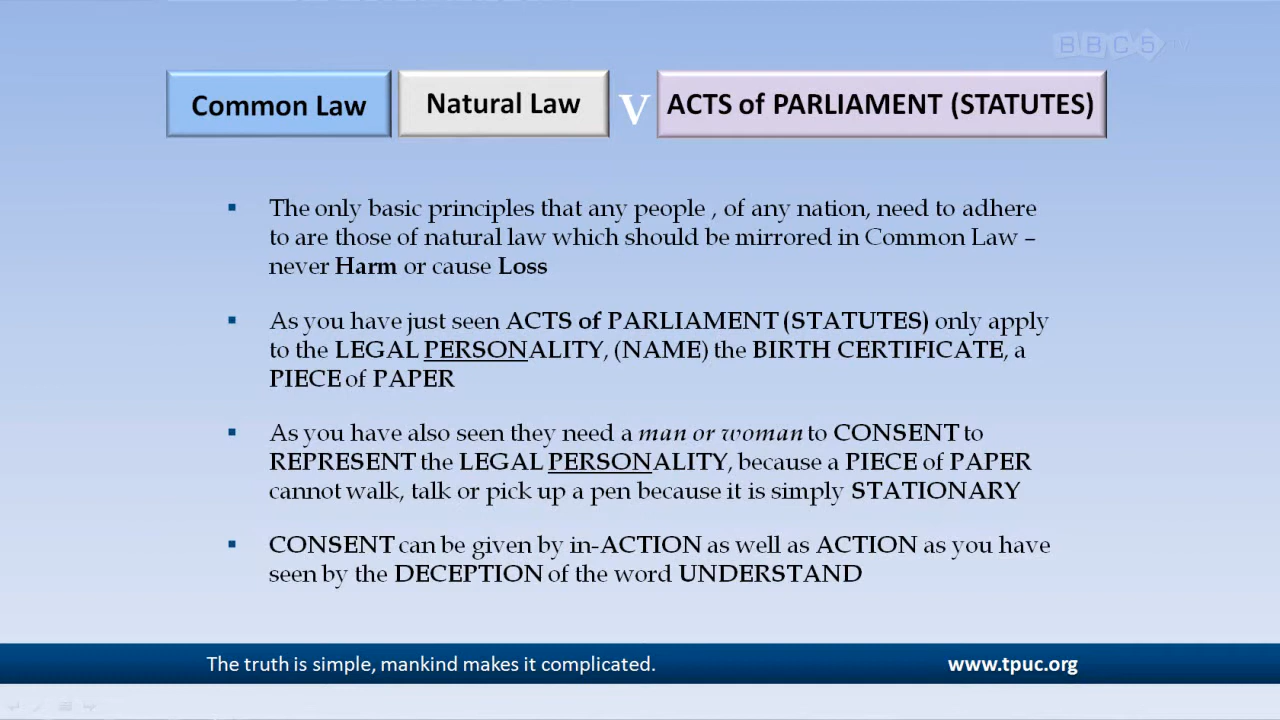 BBC5 TV
Common Law
Natural Law
V
ACTS of PARLIAMENT (STATUTES)
The only basic principles that any people , of any nation, need to adhere
to are those of natural law which should be mirrored in Common Law –
never Harm or cause Loss
As you have just seen ACTS of PARLIAMENT (STATUTES) only apply
to the LEGAL PERSONALITY, (NAME) the BIRTH CERTIFICATE, a
PIECE of PAPER
As you have also seen they need a man or woman to CONSENT to
REPRESENT the LEGAL PERSONALITY, because a PIECE of PAPER
cannot walk, talk or pick up a pen because it is simply STATIONARY
CONSENT can be given by in-ACTION as well as ACTION as you have
seen by the DECEPTION of the word UNDERSTAND
The truth is simple, mankind makes it complicated.
www.tpuc.org